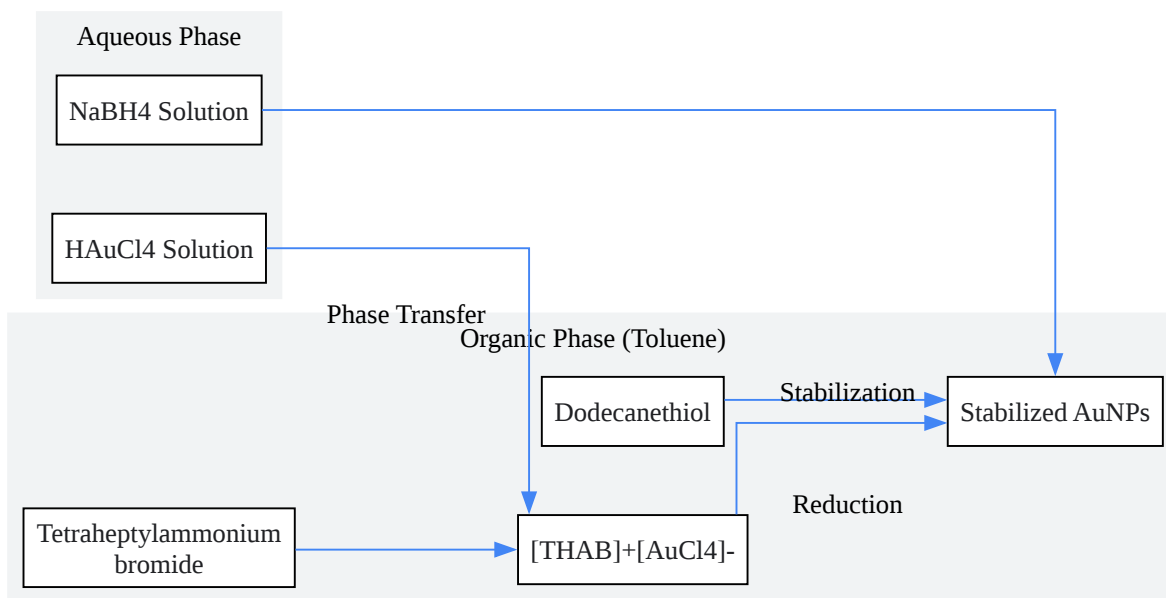 Aqueous Phase
NaBH4 Solution
HAuCl4 Solution
Phase Transfer
Organic Phase (Toluene)
Dodecanethiol
Stabilization
Stabilized AuNPs
Reduction
Tetraheptylammonium
bromide
[THAB]+[AuCl4]-